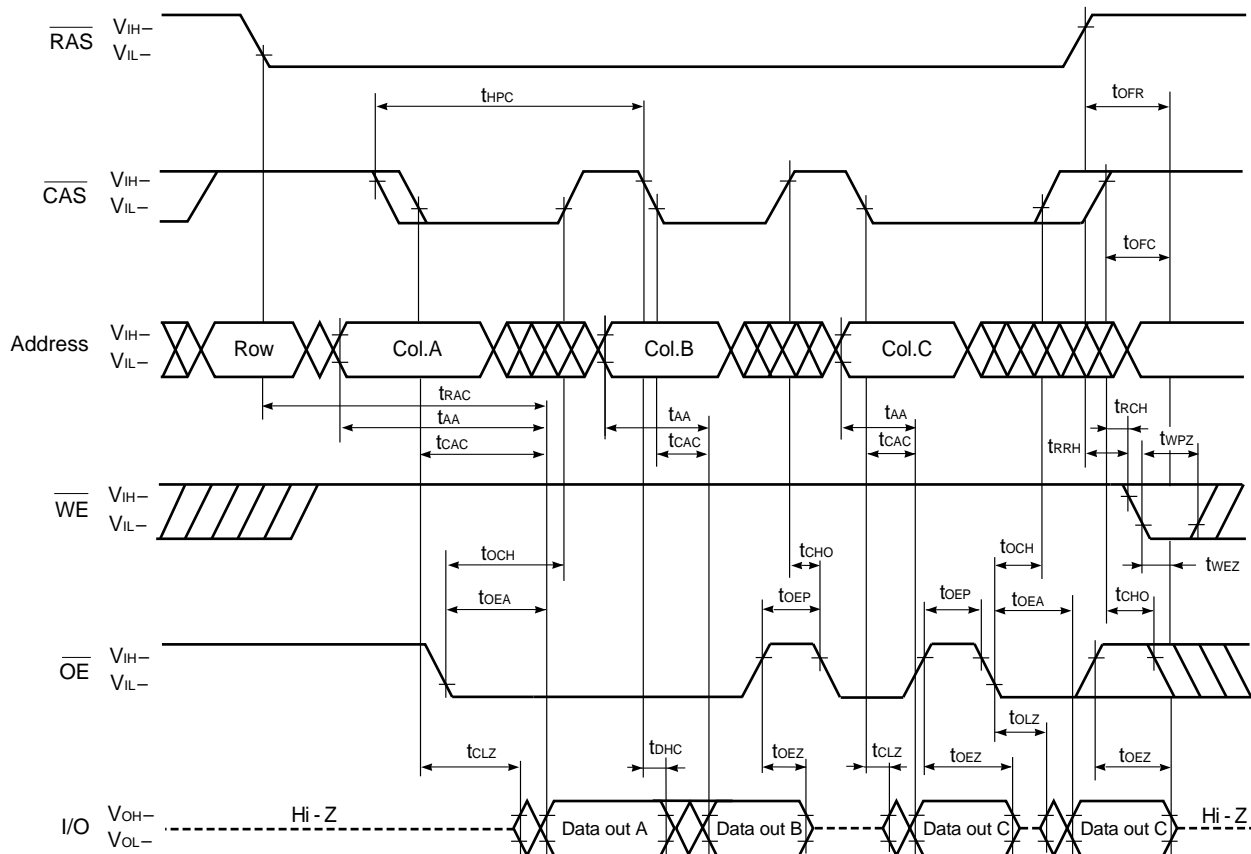 RAS
VIH–
VIL–
tHPC
tOFR
CAS
VIH–
VIL–
tOFC
Address
VIH–
VIL–
Row
Col.A
Col.B
Col.C
tRAC
tAA
tAA
tAA
tCAC
tCAC
tCAC
tRCH
tRRH
tWPZ
WE
VIH–
VIL–
tOCH
tCHO
tOCH
tWEZ
tOEA
tOEP
tOEP
tOEA
tCHO
OE
VIH–
VIL–
tOLZ
tCLZ
tDHC
tOEZ
tCLZ
tOEZ
tOEZ
I/O
VOH–
VOL–
Hi - Z
Data out A
Data out B
Data out C
Data out C
Hi - Z